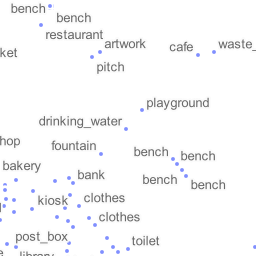 bench
bench
restaurant
artwork
cafe
waste_
ket
pitch
playground
drinking_water
hop
fountain
bench
bench
bakery
bank
bench
bench
kiosk
clothes
clothes
post_box
toilet
library